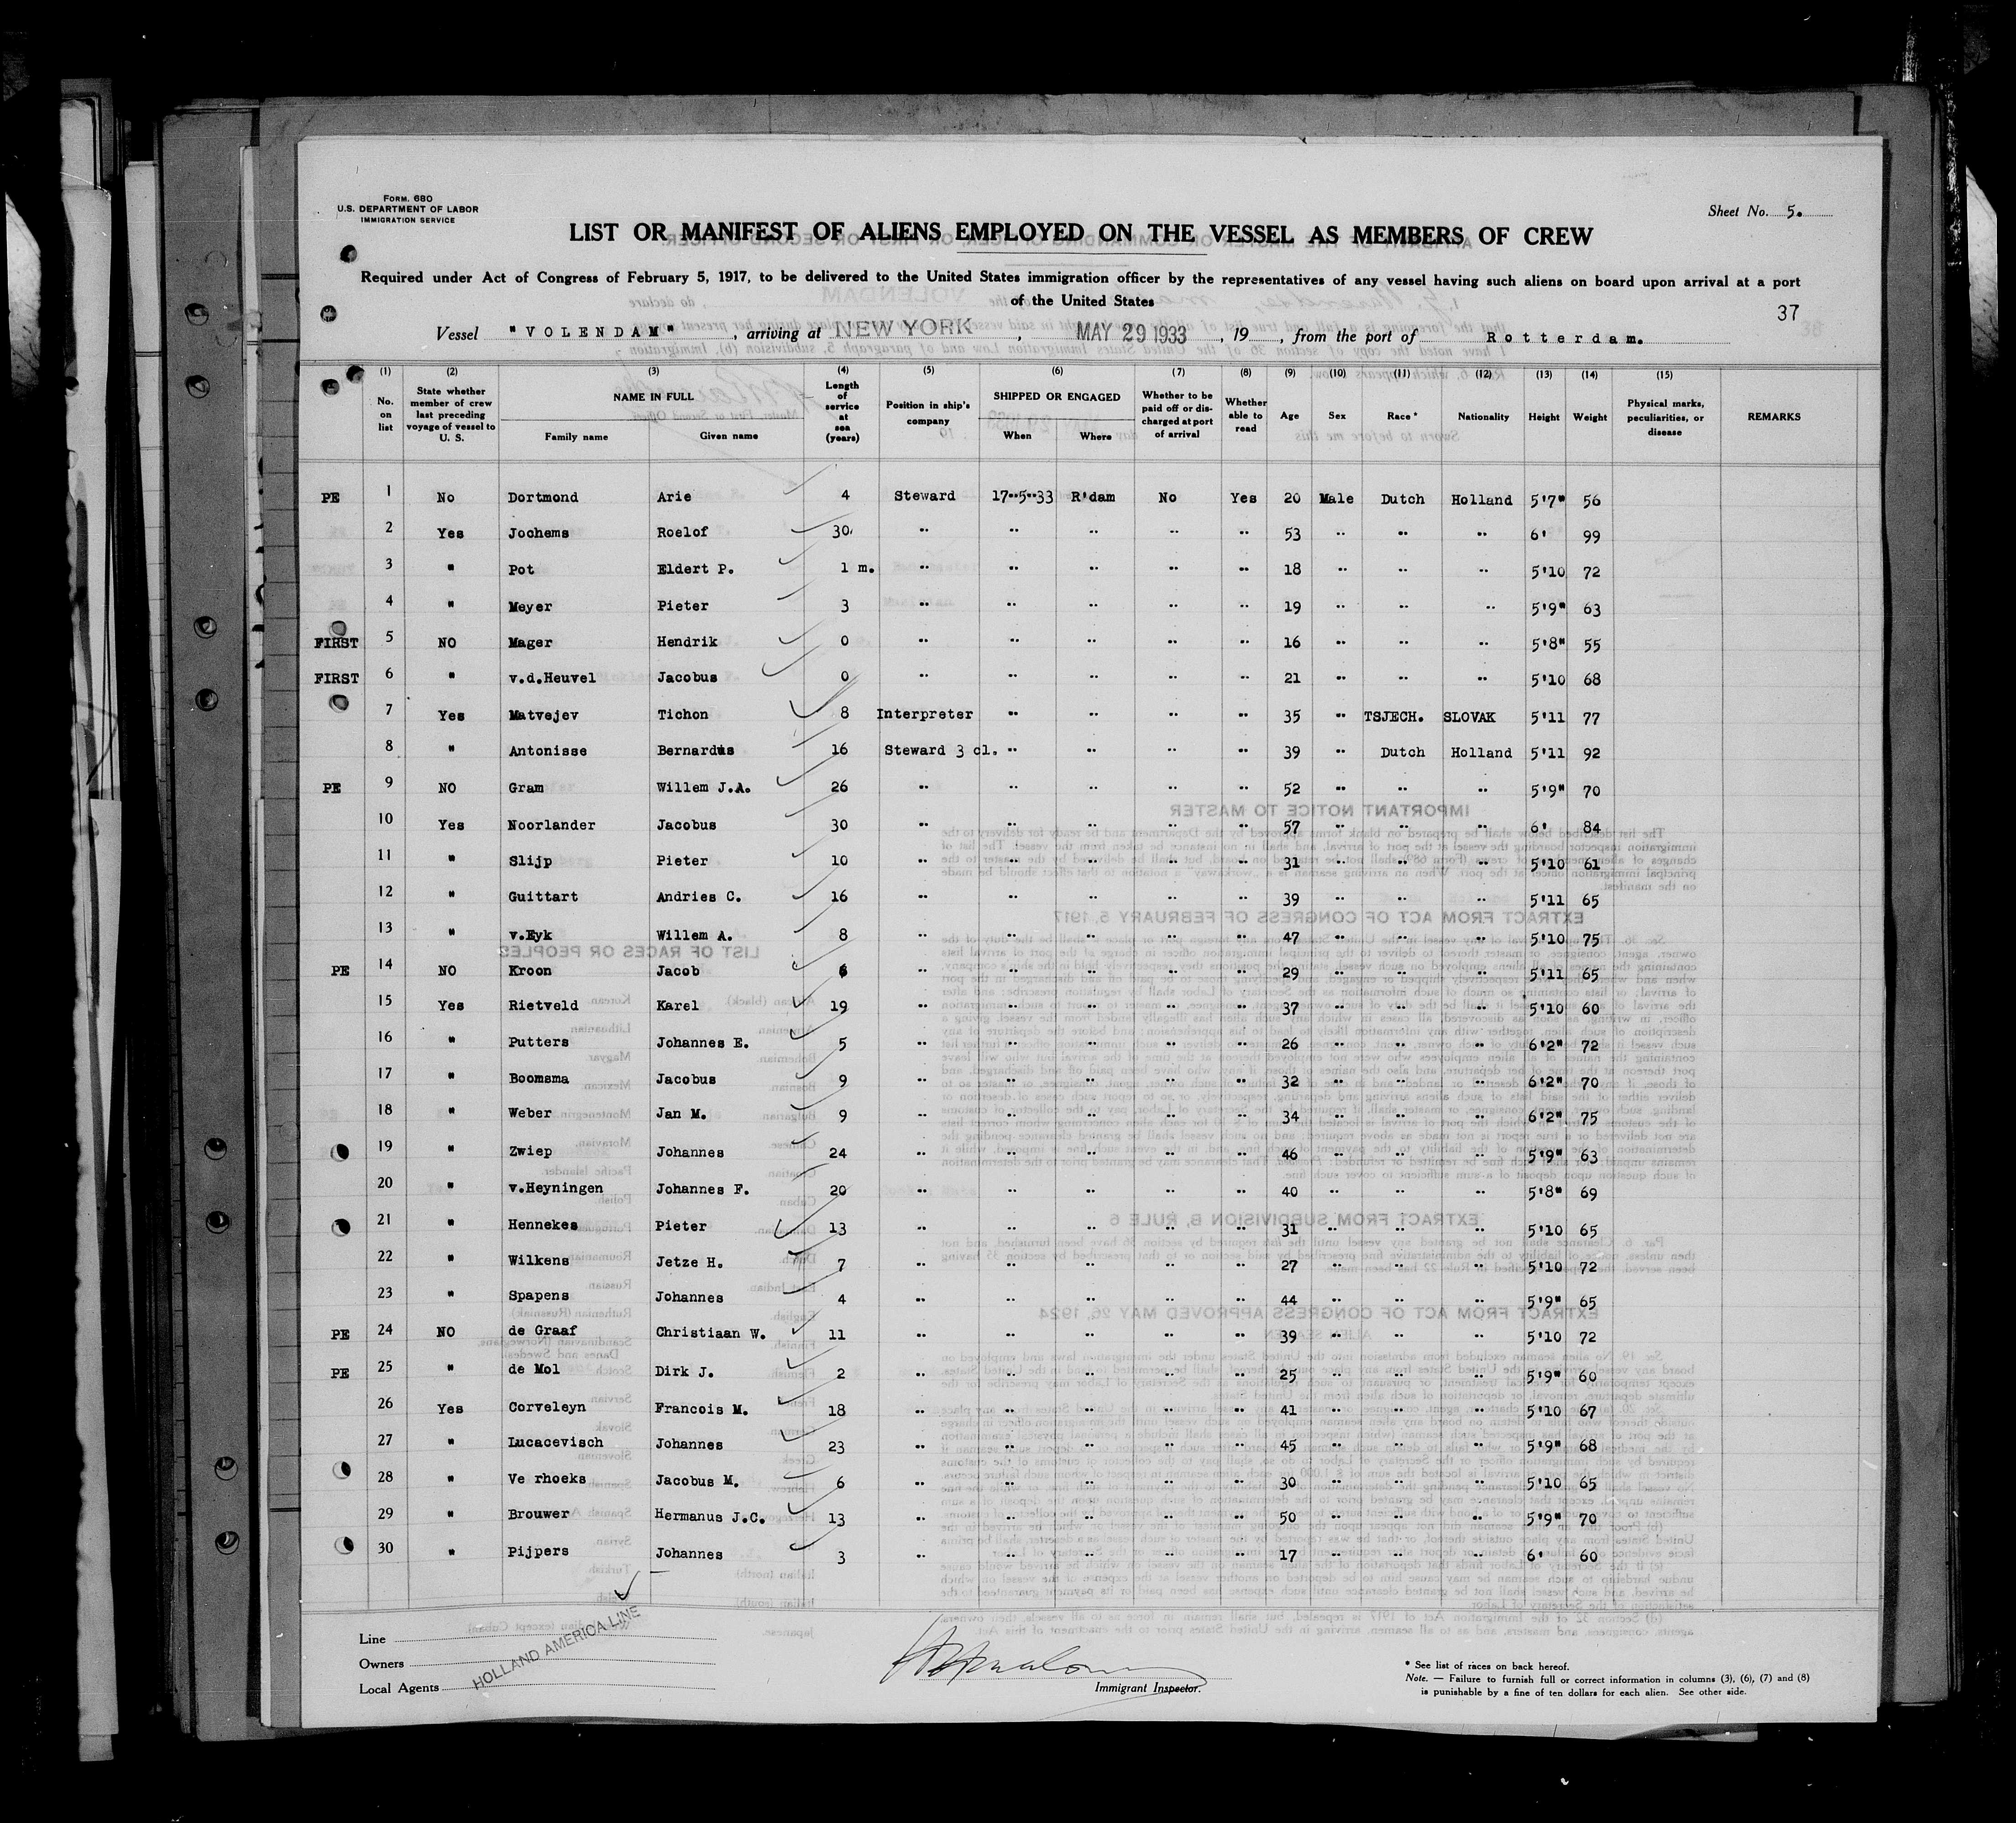 FORM. 680
U.S. DEPARTMENT OF LABOR
IMMIGRATION SERVICE
Sheet No. 5.
LIST OR MANIFEST OF ALIENS EMPLOYED ON THE VESSEL AS MEMBERS OF CREW
Required under Act of Congress of February 5, 1917, to be delivered to the United States immigration officer by the representatives of any vessel having such aliens on board upon arrival at a port
of the United States
37
Vessel "VOLENDAM", arriving at NEW YORK, MAY 29 1933, 19, from the port of Rotterdam.
(1) (2) (3) (4) (5) (6) (7) (8) (9) (10) (11) (12) (13) (14) (15)
No. on list | State whether member of crew last preceding voyage of vessel to U. S. | NAME IN FULL Family name Given name | Length of service at sea (years) | Position in ship's company | SHIPPED OR ENGAGED When Where | Whether to be paid off or discharged at port of arrival | Whether able to read | Age | Sex | Race * | Nationality | Height | Weight | Physical marks, peculiarities, or disease | REMARKS
PE 1 No Dortmond Arie 4 Steward 17··5··33 R'dam No Yes 20 Male Dutch Holland 5'7" 56
2 Yes Jochems Roelof 30 ·· ·· ·· ·· ·· 53 ·· ·· ·· 6' 99
3 " Pot Eldert P. 1 m. ·· ·· ·· ·· ·· 18 ·· ·· ·· 5'10 72
4 " Meyer Pieter 3 ·· ·· ·· ·· ·· 19 ·· ·· ·· 5'9" 63
FIRST 5 NO Mager Hendrik 0 ·· ·· ·· ·· ·· 16 ·· ·· ·· 5'8" 55
FIRST 6 " v.d.Heuvel Jacobus 0 ·· ·· ·· ·· ·· 21 ·· ·· ·· 5'10 68
7 Yes Matvejev Tichon 8 Interpreter ·· ·· ·· ·· 35 ·· TSJECH. SLOVAK 5'11 77
8 " Antonisse Bernardus 16 Steward 3 cl. ·· ·· ·· ·· 39 ·· Dutch Holland 5'11 92
PE 9 NO Gram Willem J.A. 26 ·· ·· ·· ·· ·· 52 ·· ·· ·· 5'9" 70
10 Yes Noorlander Jacobus 30 ·· ·· ·· ·· ·· 57 ·· ·· ·· 6' 84
11 " Slijp Pieter 10 ·· ·· ·· ·· ·· 31 ·· ·· ·· 5'10 61
12 " Guittart Andries C. 16 ·· ·· ·· ·· ·· 39 ·· ·· ·· 5'11 65
13 " v.Eyk Willem A. 8 ·· ·· ·· ·· ·· 47 ·· ·· ·· 5'10 75
PE 14 NO Kroon Jacob 6 ·· ·· ·· ·· ·· 29 ·· ·· ·· 5'11 65
15 Yes Rietveld Karel 19 ·· ·· ·· ·· ·· 37 ·· ·· ·· 5'10 60
16 " Putters Johannes E. 5 ·· ·· ·· ·· ·· 26 ·· ·· ·· 6'2" 72
17 " Boomsma Jacobus 9 ·· ·· ·· ·· ·· 32 ·· ·· ·· 6'2" 70
18 " Weber Jan M. 9 ·· ·· ·· ·· ·· 34 ·· ·· ·· 6'2" 75
19 " Zwiep Johannes 24 ·· ·· ·· ·· ·· 46 ·· ·· ·· 5'9" 63
20 " v.Heyningen Johannes F. 20 ·· ·· ·· ·· ·· 40 ·· ·· ·· 5'8" 69
21 " Hennekes Pieter 13 ·· ·· ·· ·· ·· 31 ·· ·· ·· 5'10 65
22 " Wilkens Jetze H. 7 ·· ·· ·· ·· ·· 27 ·· ·· ·· 5'10 72
23 " Spapens Johannes 4 ·· ·· ·· ·· ·· 44 ·· ·· ·· 5'9" 65
PE 24 NO de Graaf Christiaan W. 11 ·· ·· ·· ·· ·· 39 ·· ·· ·· 5'10 72
PE 25 " de Mol Dirk J. 2 ·· ·· ·· ·· ·· 25 ·· ·· ·· 5'9" 60
26 Yes Corveleyn Francois M. 18 ·· ·· ·· ·· ·· 41 ·· ·· ·· 5'10 67
27 " Lucacevisch Johannes 23 ·· ·· ·· ·· ·· 45 ·· ·· ·· 5'9" 68
28 " Ve rhoeks Jacobus M. 6 ·· ·· ·· ·· ·· 30 ·· ·· ·· 5'10 65
29 " Brouwer Hermanus J.C. 13 ·· ·· ·· ·· ·· 50 ·· ·· ·· 5'9" 70
30 " Pijpers Johannes 3 ·· ·· ·· ·· ·· 17 ·· ·· ·· 6' 60
Line
Owners
Local Agents
HOLLAND AMERICA LINE
Immigrant Inspector.
* See list of races on back hereof.
Note. — Failure to furnish full or correct information in columns (3), (6), (7) and (8)
is punishable by a fine of ten dollars for each alien. See other side.